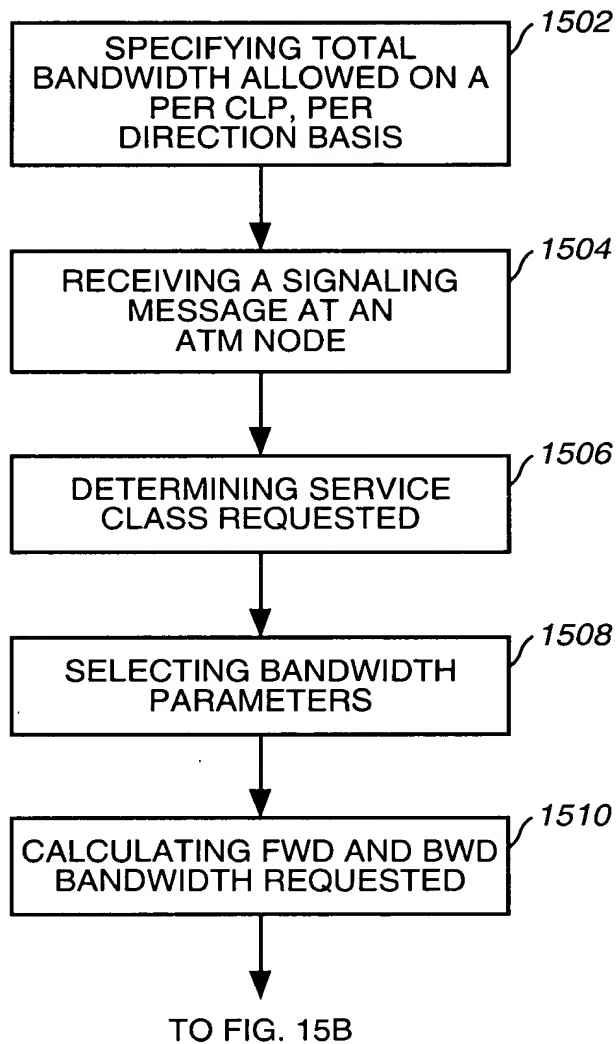 1502
SPECIFYING TOTAL
BANDWIDTH ALLOWED ON A
PER CLP, PER
DIRECTION BASIS
1504
RECEIVING A SIGNALING
MESSAGE AT AN
ATM NODE
1506
DETERMINING SERVICE
CLASS REQUESTED
1508
SELECTING BANDWIDTH
PARAMETERS
1510
CALCULATING FWD AND BWD
BANDWIDTH REQUESTED
TO FIG. 15B